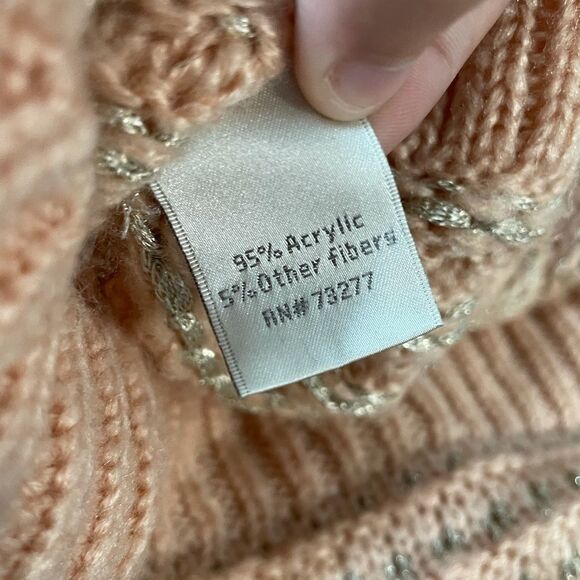 95% Acrylic
5% Other fibers
RN# 73277